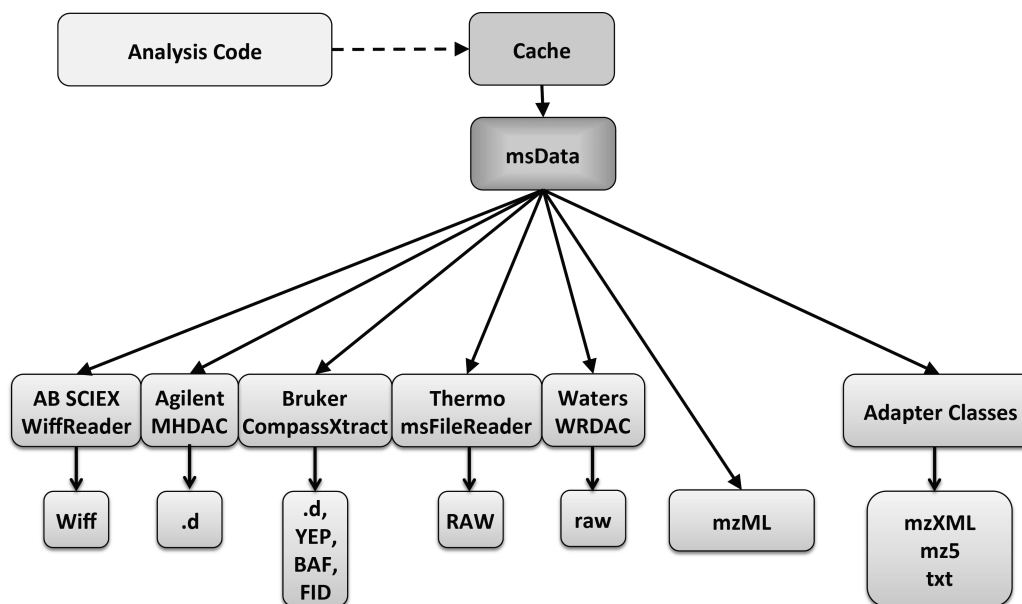 Analysis Code
Cache
msData
AB SCIEX
WiffReader
Agilent
MHDAC
Bruker
CompassXtract
Thermo
msFileReader
Waters
WRDAC
Adapter Classes
Wiff
.d
.d,
YEP,
BAF,
FID
RAW
raw
mzML
mzXML
mz5
txt